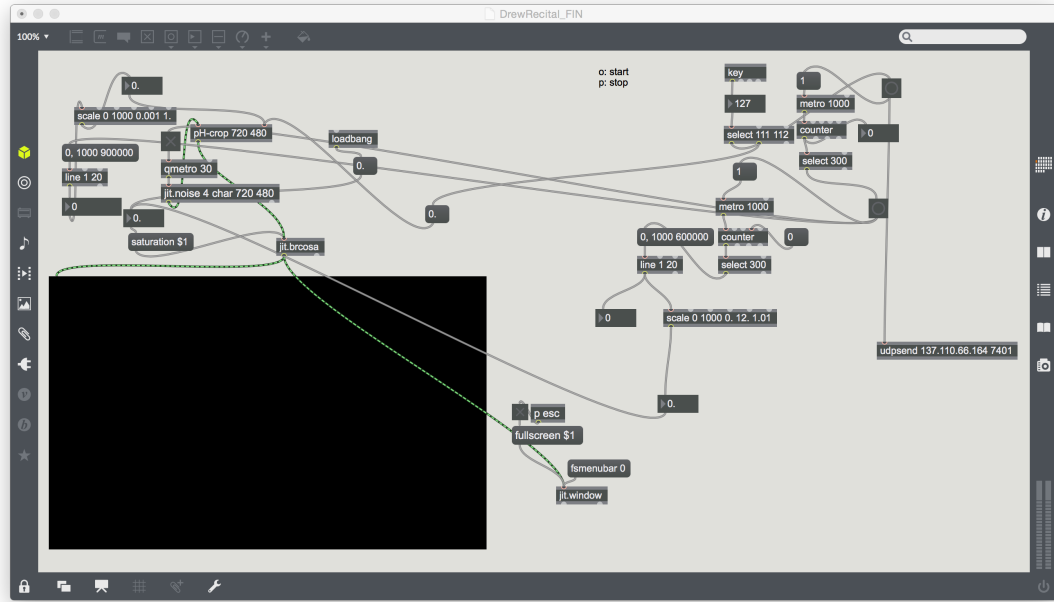 DrewRecital_FIN
100%
o: start
p: stop
key
1
0.
127
metro 1000
scale 0 1000 0.001 1.
pH-crop 720 480
loadbang
select 111 112
counter
0
0, 1000 900000
qmetro 30
0.
select 300
1
line 1 20
jit.noise 4 char 720 480
0
0.
0.
metro 1000
saturation $1
jit.brcosa
0, 1000 600000
counter
0
line 1 20
select 300
0
scale 0 1000 0. 12. 1.01
udpsend 137.110.66.164 7401
0.
p esc
fullscreen $1
fsmenubar 0
jit.window